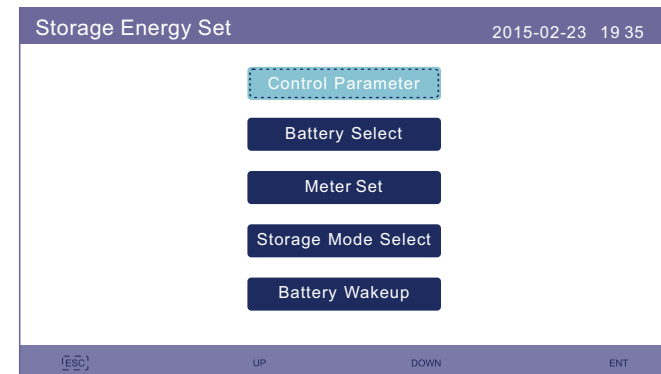 Storage Energy Set 2015-02-23 19 35
Control Parameter
Battery Select
Meter Set
Storage Mode Select
Battery Wakeup
ESC UP DOWN ENT